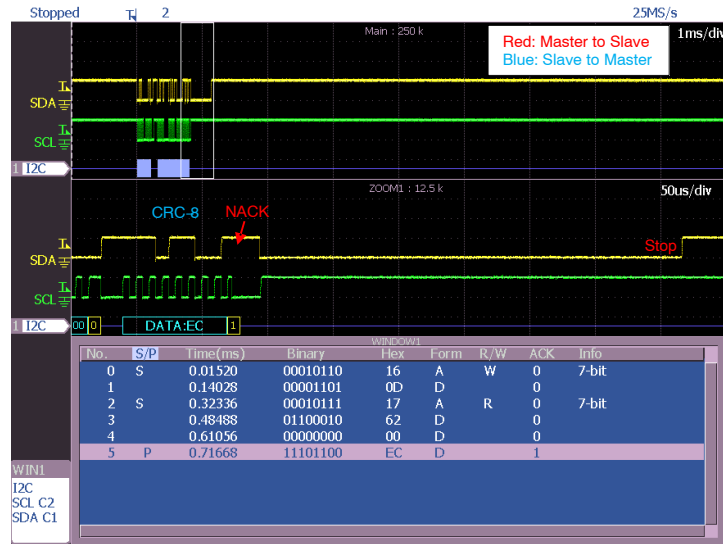 Stopped T 2 25MS/s
Main : 250 k 1ms/div
Red: Master to Slave
Blue: Slave to Master
T
SDA
T
SCL
1 I2C
ZOOM1 : 12.5 k 50us/div
CRC-8 NACK
T
SDA Stop
T
SCL
1 I2C 00 0 DATA:EC 1
WINDOW1
No. S/P Time(ms) Binary Hex Form R/W ACK Info
0 S 0.01520 00010110 16 A W 0 7-bit
1 0.14028 00001101 0D D 0
2 S 0.32336 00010111 17 A R 0 7-bit
3 0.48488 01100010 62 D 0
4 0.61056 00000000 00 D 0
5 P 0.71668 11101100 EC D 1
WIN1
I2C
SCL C2
SDA C1